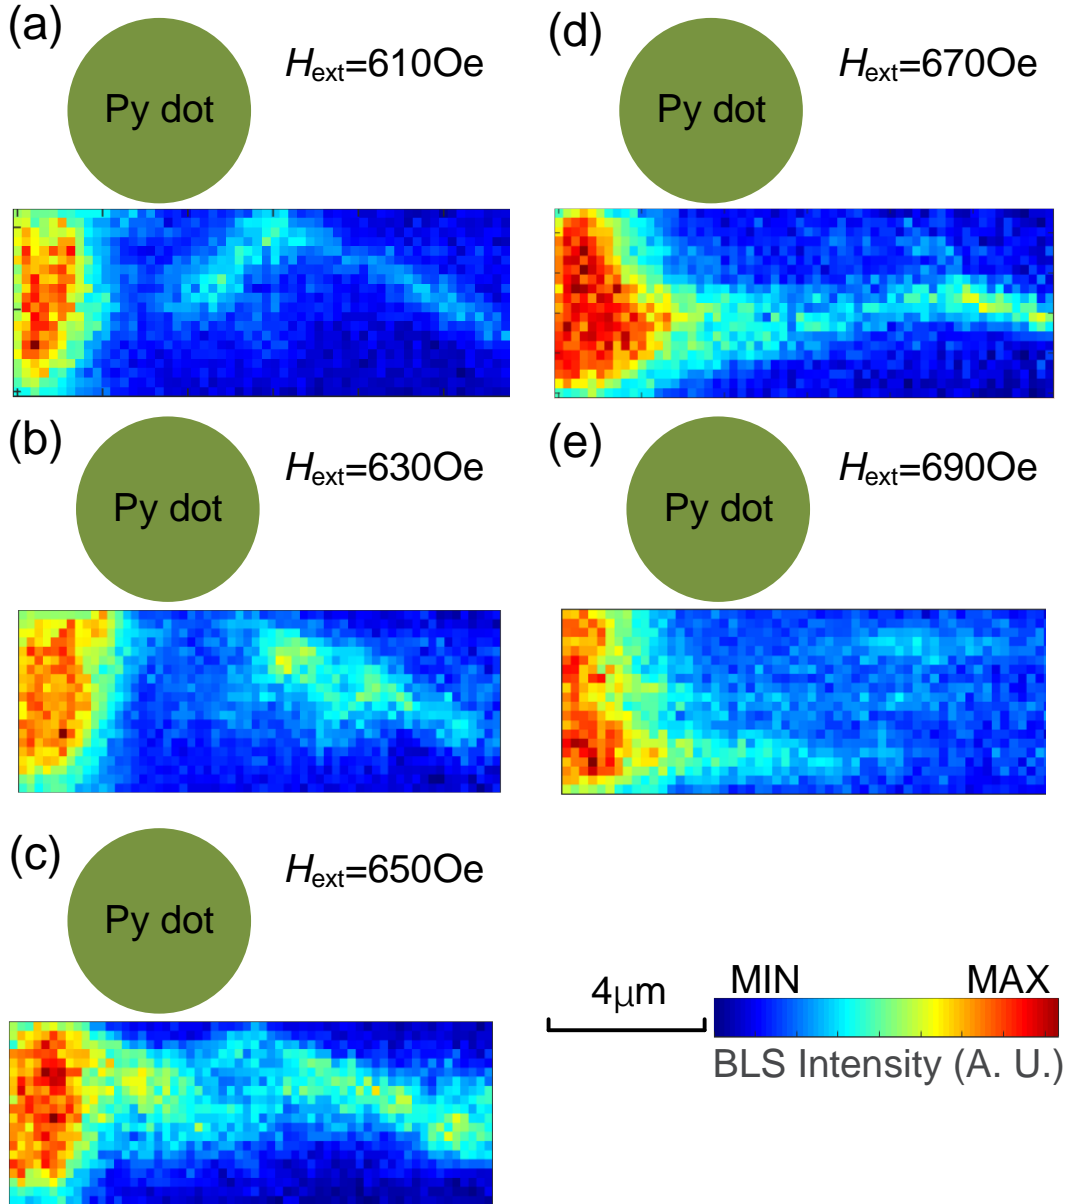 (a)
Hext=610Oe
Py dot
(b)
Hext=630Oe
Py dot
(c)
Hext=650Oe
Py dot
(d)
Hext=670Oe
Py dot
(e)
Hext=690Oe
Py dot
4μm
MIN MAX
BLS Intensity (A. U.)